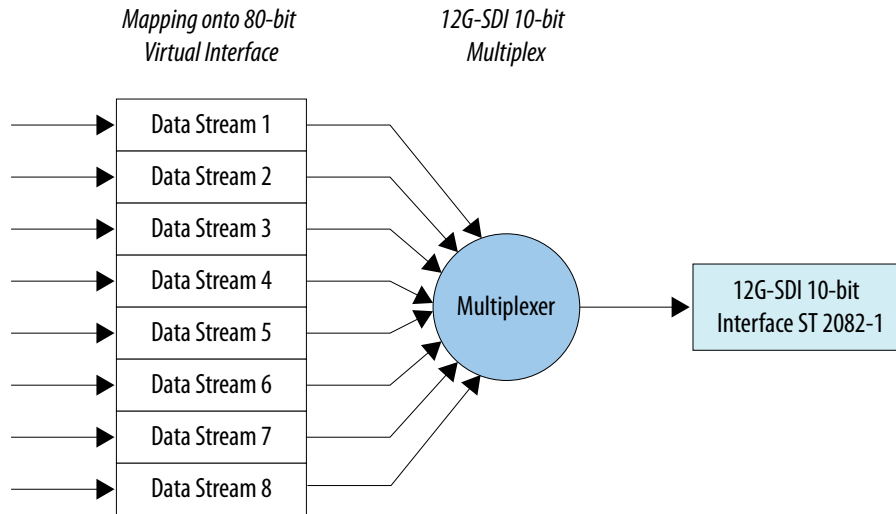 Mapping onto 80-bit
Virtual Interface
12G-SDI 10-bit
Multiplex
Data Stream 1
Data Stream 2
Data Stream 3
Data Stream 4
Data Stream 5
Data Stream 6
Data Stream 7
Data Stream 8
Multiplexer
12G-SDI 10-bit
Interface ST 2082-1